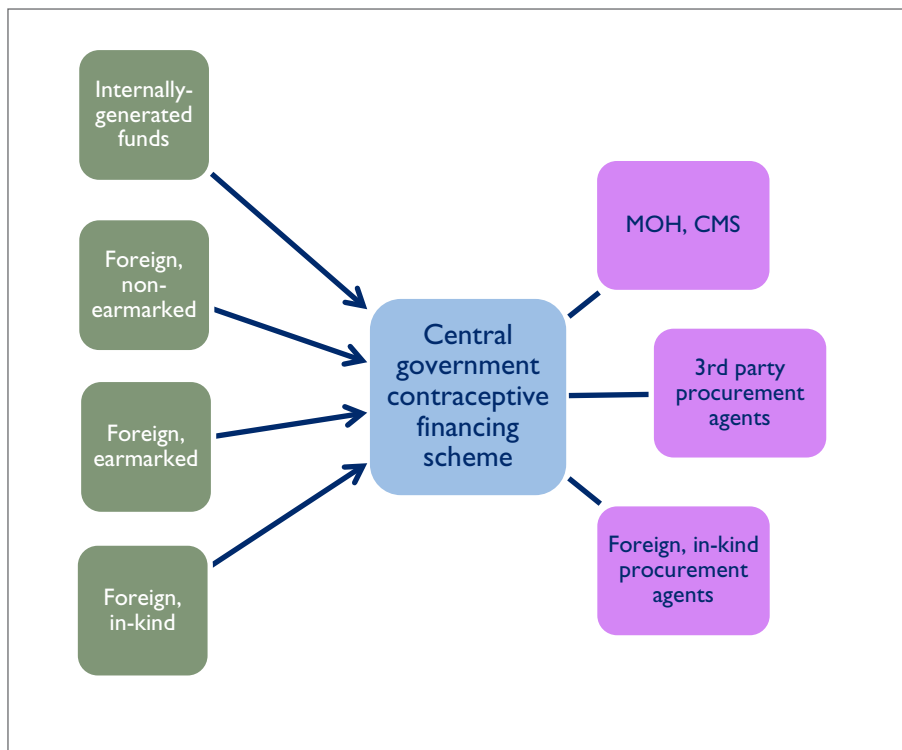 Internally-
generated
funds
Foreign,
non-
earmarked
Foreign,
earmarked
Foreign,
in-kind
Central
government
contraceptive
financing
scheme
MOH, CMS
3rd party
procurement
agents
Foreign, in-kind
procurement
agents